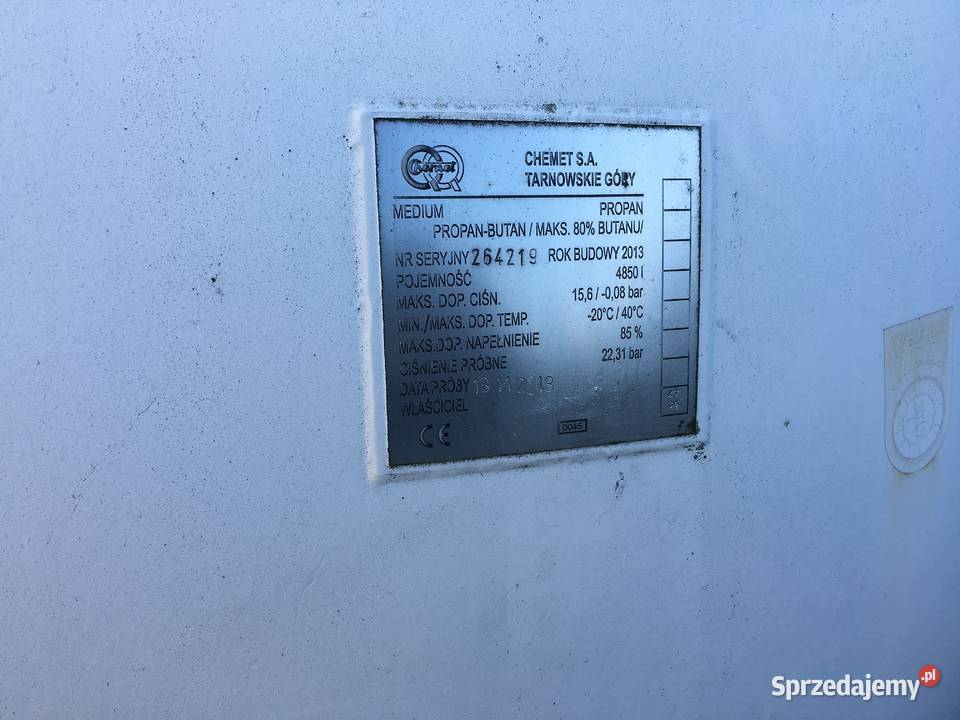 Chemet
CHEMET S.A.
TARNOWSKIE GÓRY
MEDIUM PROPAN
PROPAN-BUTAN / MAKS. 80% BUTANU/
NR SERYJNY 264219 ROK BUDOWY 2013
POJEMNOŚĆ 4850 l
MAKS. DOP. CIŚN. 15,6 / -0,08 bar
MIN./MAKS. DOP. TEMP. -20°C / 40°C
MAKS.DOP. NAPEŁNIENIE 85 %
CIŚNIENIE PRÓBNE 22,31 bar
DATA PRÓBY 2013
WŁAŚCICIEL
CE 0045
Sprzedajemy.pl